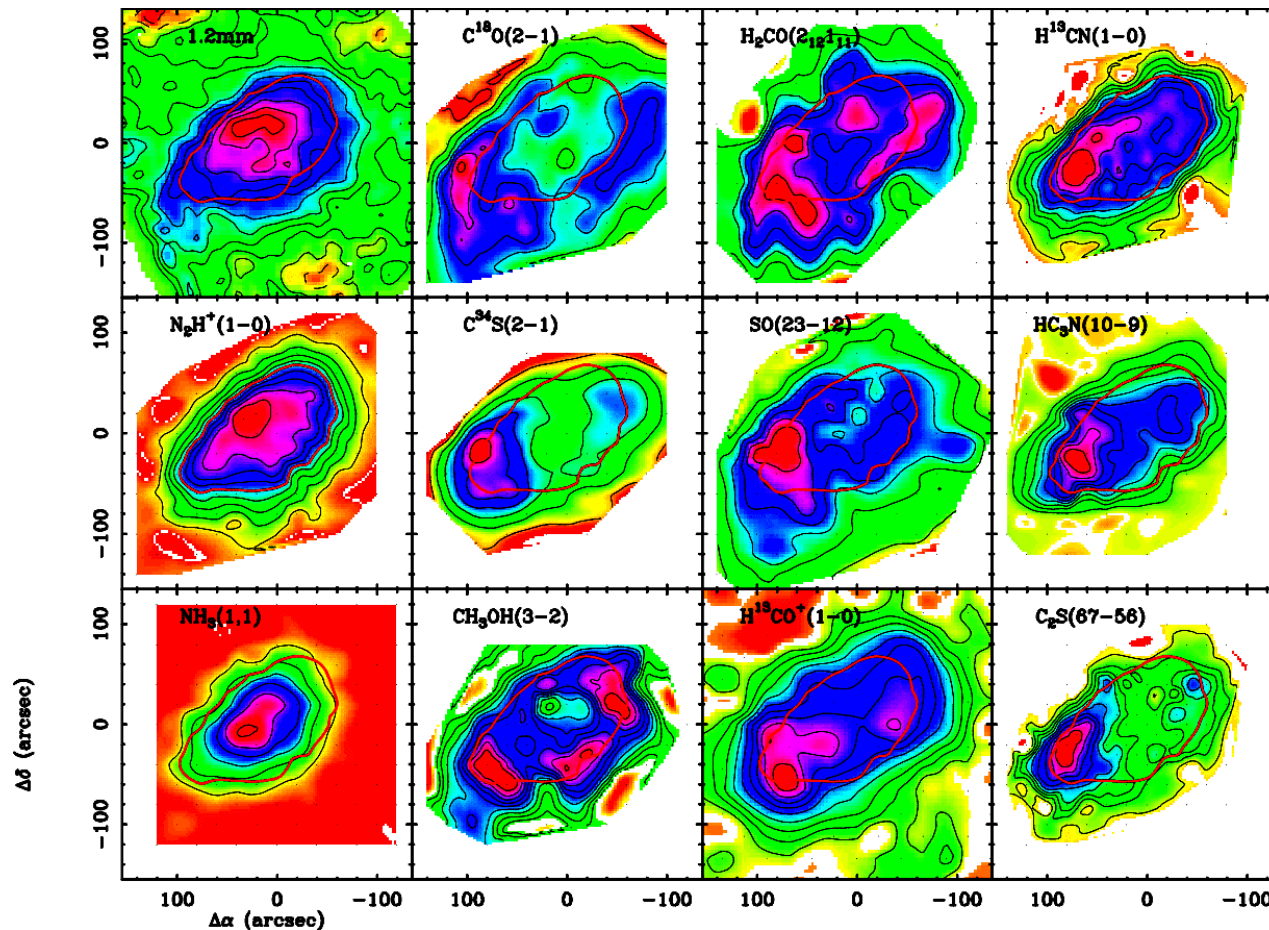 1.2mm
C¹⁸O(2−1)
H₂CO(2₁₂1₁₁)
H¹³CN(1−0)
100
0
−100
N₂H⁺(1−0)
C³⁴S(2−1)
SO(23−12)
HC₃N(10−9)
100
0
−100
NH₃(1,1)
CH₃OH(3−2)
H¹³CO⁺(1−0)
C₂S(67−56)
100
0
−100
Δδ (arcsec)
100 0 −100
100 0 −100
100 0 −100
100 0 −100
Δα (arcsec)